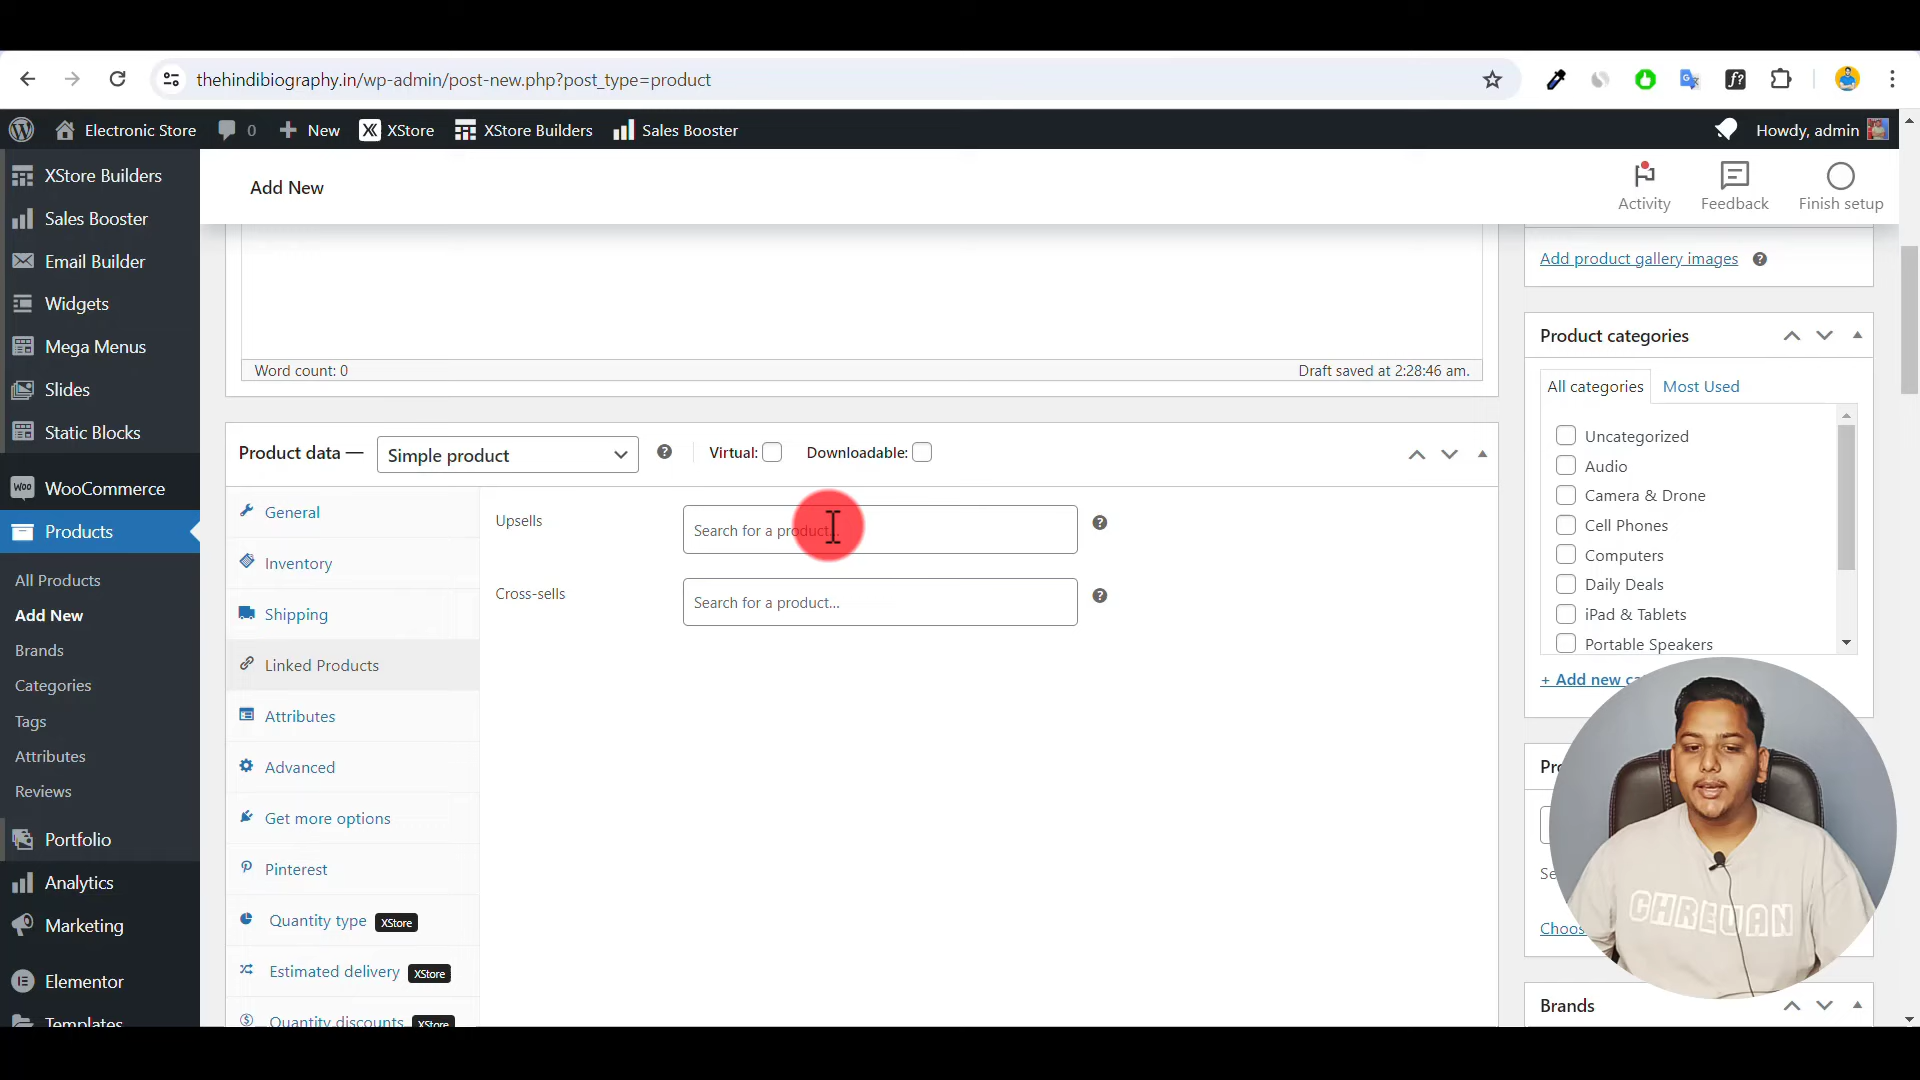 thehindibiography.in/wp-admin/post-new.php?post_type=product
Electronic Store
0
New
XStore
XStore Builders
Sales Booster
Howdy, admin
XStore Builders
Sales Booster
Email Builder
Widgets
Mega Menus
Slides
Static Blocks
WooCommerce
Products
All Products
Add New
Brands
Categories
Tags
Attributes
Reviews
Portfolio
Analytics
Marketing
Elementor
Templates
Add New
Activity
Feedback
Finish setup
Word count: 0
Draft saved at 2:28:46 am.
Product data —
Simple product
Virtual:
Downloadable:
General
Inventory
Shipping
Linked Products
Attributes
Advanced
Get more options
Pinterest
Quantity type XStore
Estimated delivery XStore
Quantity discounts XStore
Upsells
Search for a product...
Cross-sells
Search for a product...
Add product gallery images
Product categories
All categories
Most Used
Uncategorized
Audio
Camera & Drone
Cell Phones
Computers
Daily Deals
iPad & Tablets
Portable Speakers
+ Add new
Brands